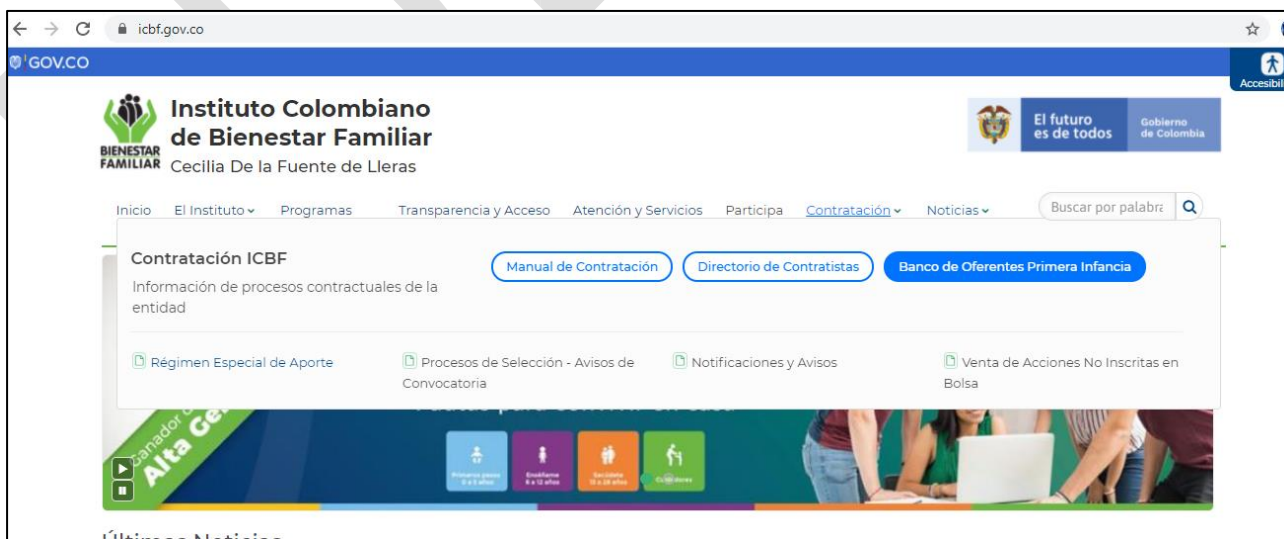 icbf.gov.co
GOV.CO
Accesibil
Instituto Colombiano
de Bienestar Familiar
Cecilia De la Fuente de Lleras
BIENESTAR
FAMILIAR
El futuro
es de todos
Gobierno
de Colombia
Inicio El Instituto Programas Transparencia y Acceso Atención y Servicios Participa Contratación Noticias Buscar por palabra
Contratación ICBF
Información de procesos contractuales de la
entidad
Manual de Contratación Directorio de Contratistas Banco de Oferentes Primera Infancia
Régimen Especial de Aporte
Procesos de Selección - Avisos de
Convocatoria
Notificaciones y Avisos
Venta de Acciones No Inscritas en
Bolsa
Ganador
Alta Ge
Últimas Noticias